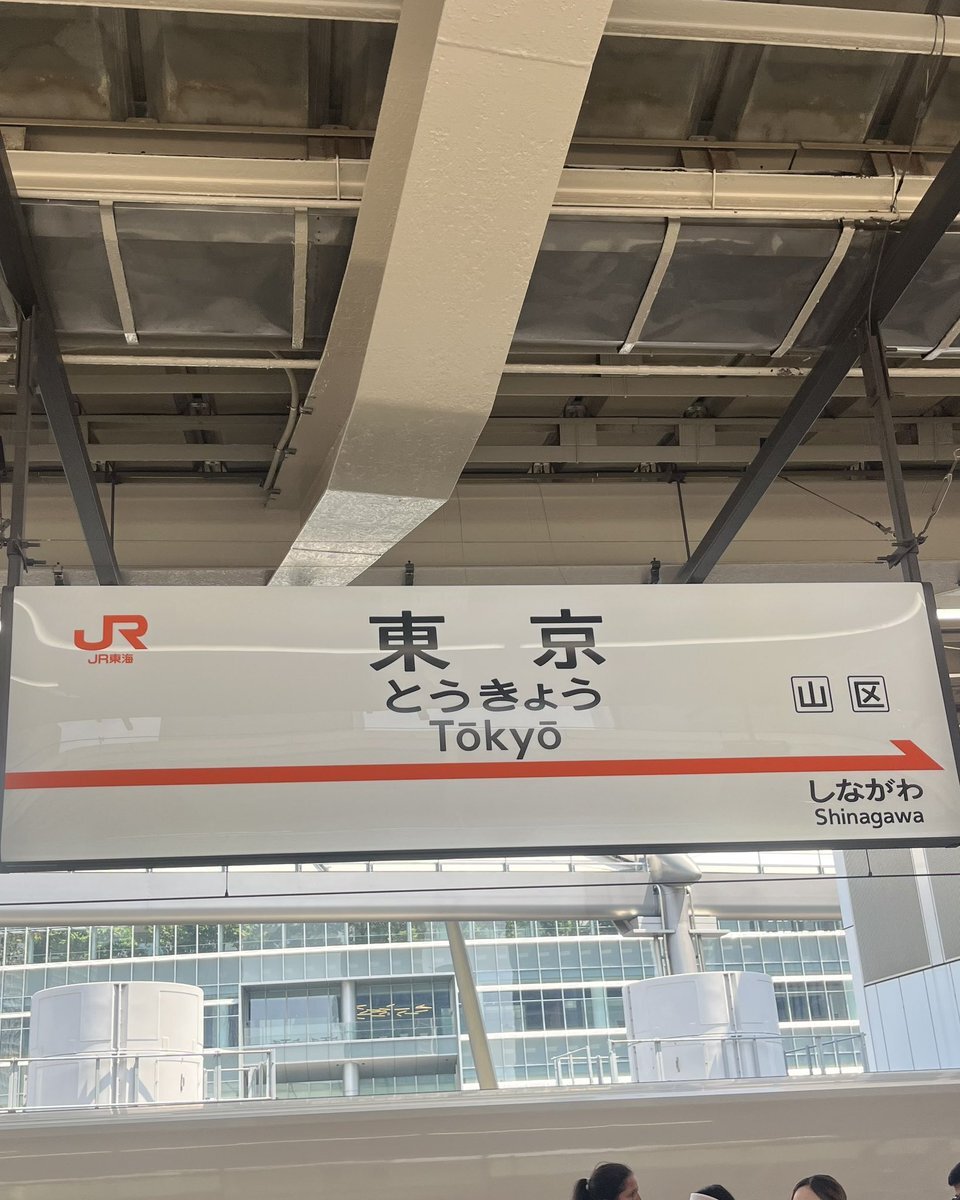 JR
JR東海
東京
とうきょう
Tōkyō
山 区
しながわ
Shinagawa